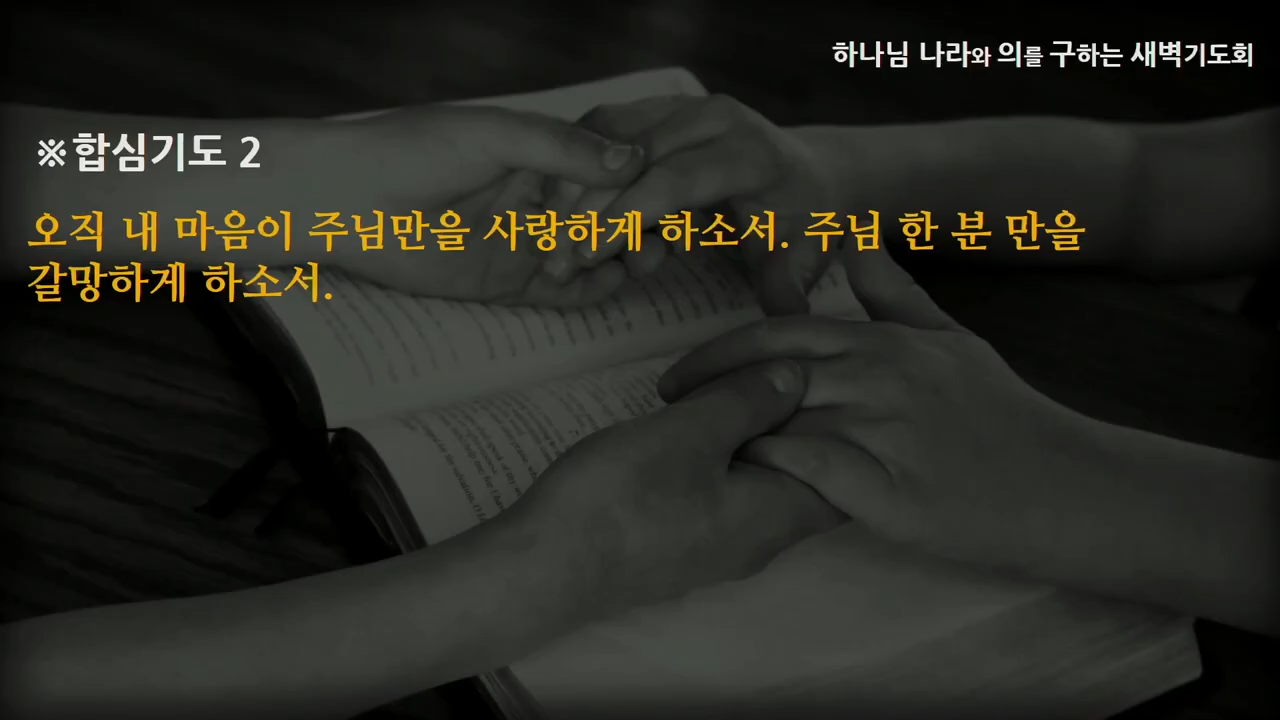 하나님 나라와 의를 구하는 새벽기도회
※합심기도 2
오직 내 마음이 주님만을 사랑하게 하소서. 주님 한 분 만을
갈망하게 하소서.